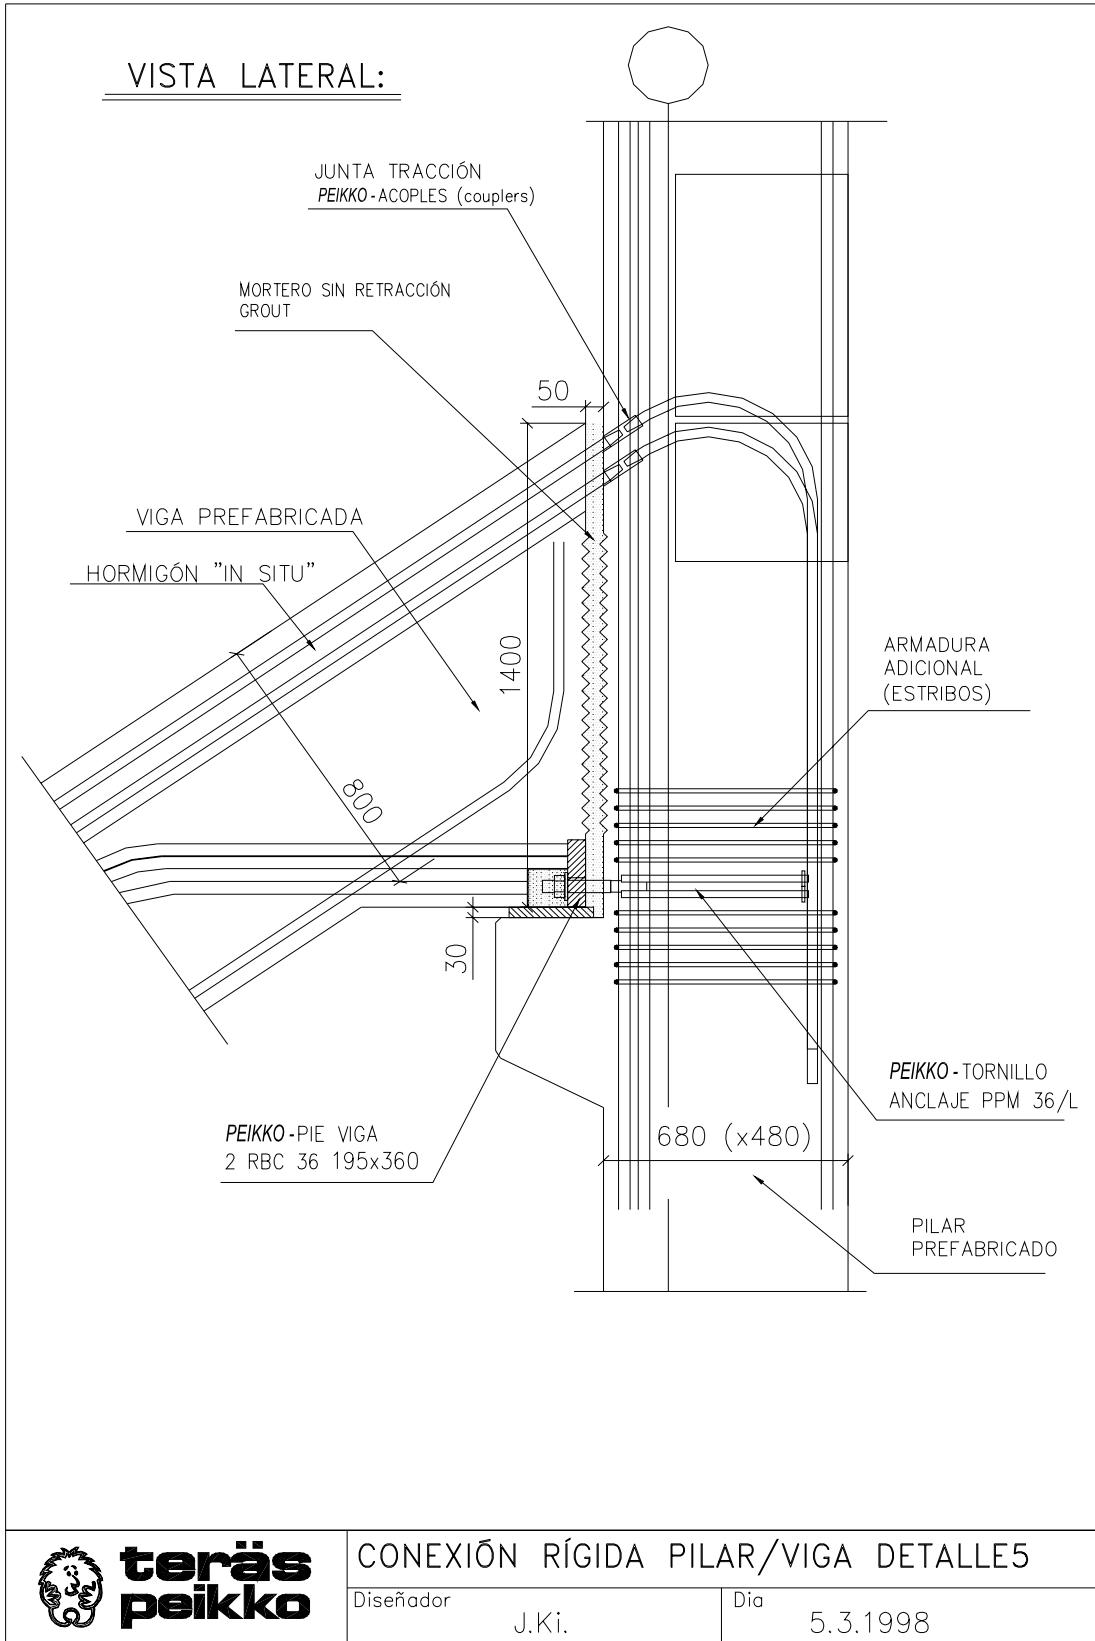 VISTA LATERAL:
JUNTA TRACCIÓN
PEIKKO-ACOPLES (couplers)
MORTERO SIN RETRACCIÓN
GROUT
50
VIGA PREFABRICADA
HORMIGÓN "IN SITU"
1400
ARMADURA
ADICIONAL
(ESTRIBOS)
800
30
PEIKKO-TORNILLO
ANCLAJE PPM 36/L
PEIKKO-PIE VIGA
2 RBC 36 195x360
680 (x480)
PILAR
PREFABRICADO
teräs
peikko
CONEXIÓN RÍGIDA PILAR/VIGA DETALLE5
Diseñador
J.Ki.
Dia
5.3.1998